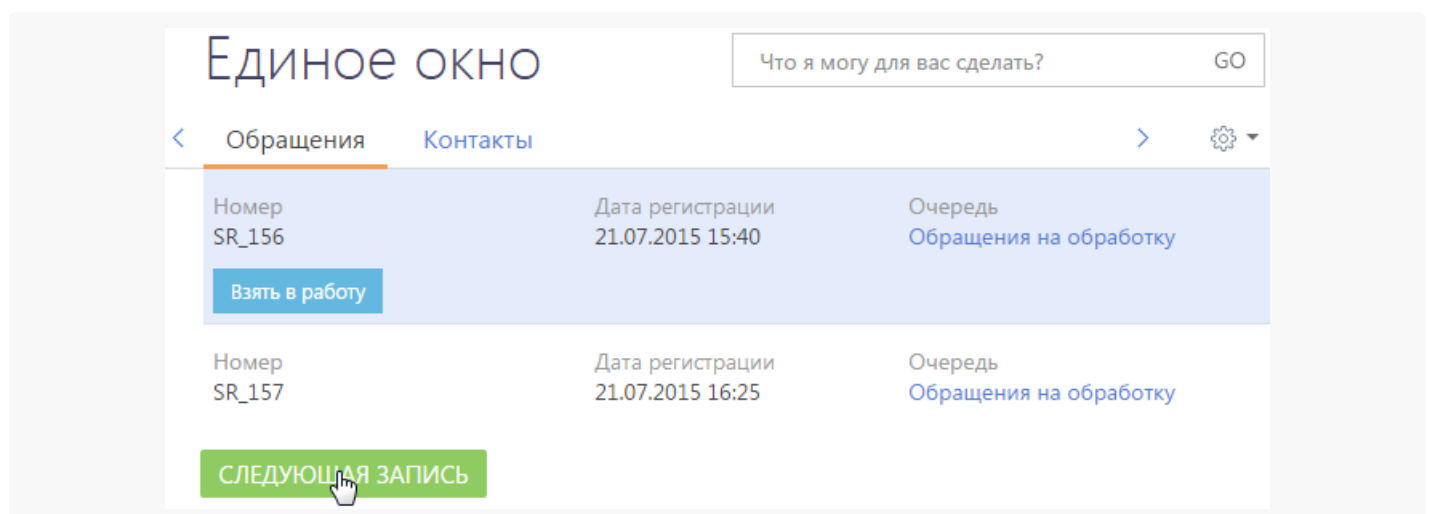 Единое окно
Что я могу для вас сделать? GO
Обращения Контакты
Номер Дата регистрации Очередь
SR_156 21.07.2015 15:40 Обращения на обработку
Взять в работу
Номер Дата регистрации Очередь
SR_157 21.07.2015 16:25 Обращения на обработку
СЛЕДУЮЩАЯ ЗАПИСЬ